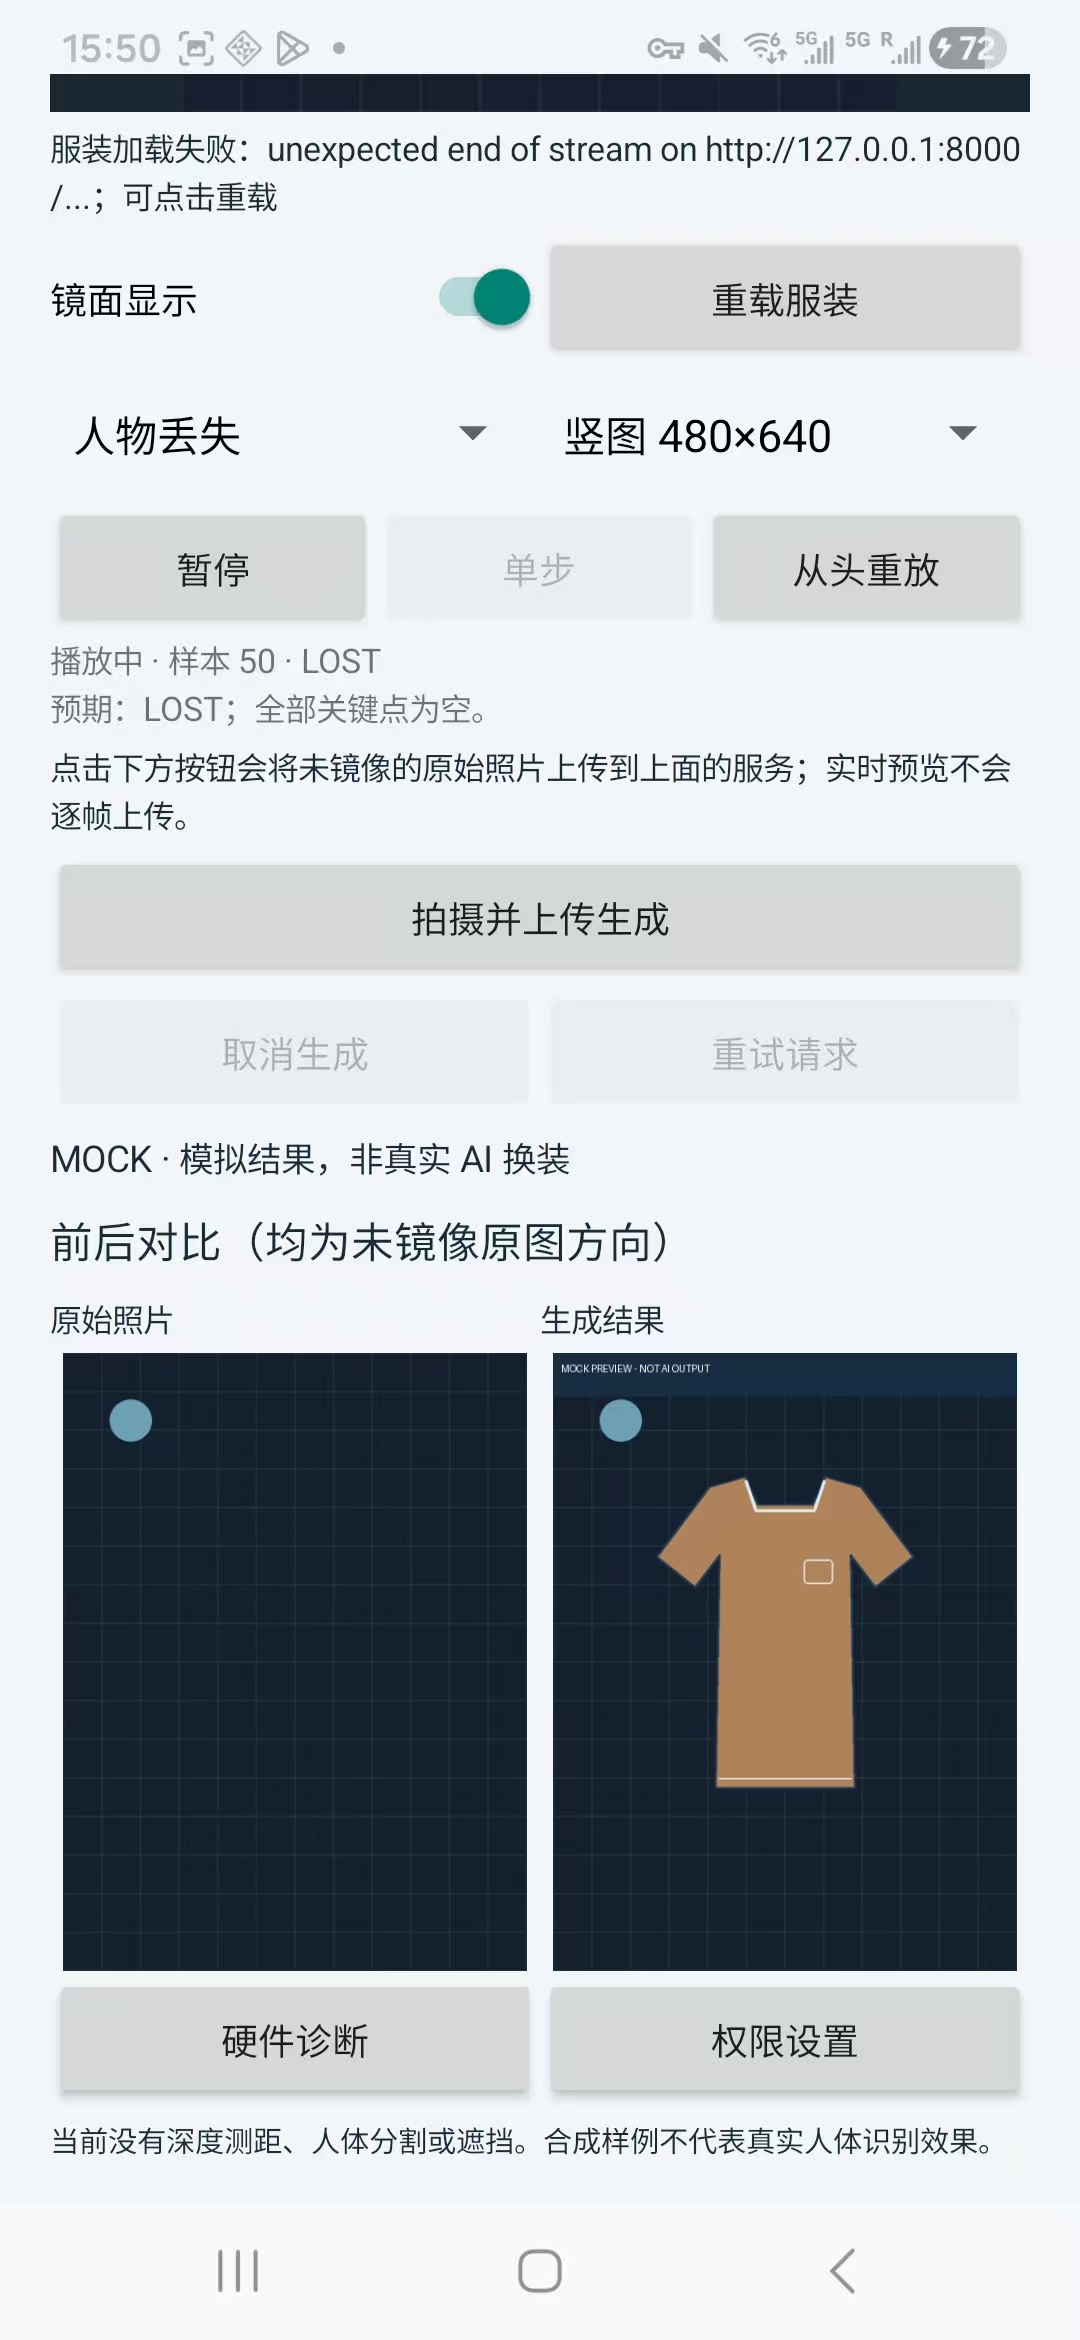 15:50 6 5G 5G R 72
服装加载失败：unexpected end of stream on http://127.0.0.1:8000
/...；可点击重载
镜面显示 重载服装
人物丢失 竖图 480×640
暂停 单步 从头重放
播放中 · 样本 50 · LOST
预期：LOST；全部关键点为空。
点击下方按钮会将未镜像的原始照片上传到上面的服务；实时预览不会
逐帧上传。
拍摄并上传生成
取消生成 重试请求
MOCK · 模拟结果，非真实 AI 换装
前后对比（均为未镜像原图方向）
原始照片 生成结果
MOCK PREVIEW - NOT AI OUTPUT
硬件诊断 权限设置
当前没有深度测距、人体分割或遮挡。合成样例不代表真实人体识别效果。